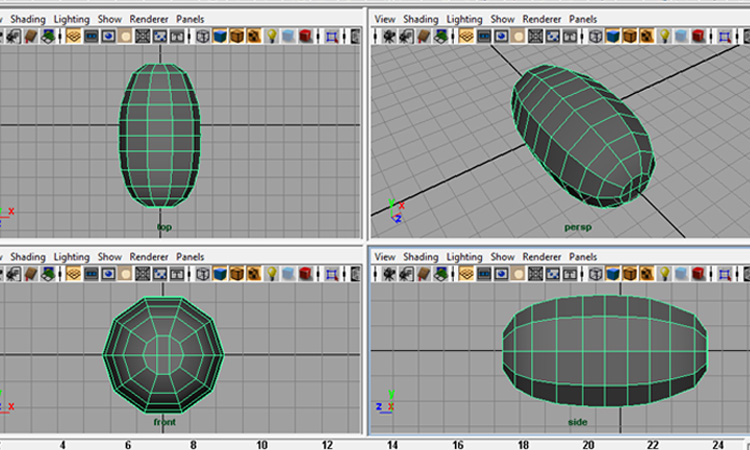 Shading Lighting Show Renderer Panels
top
X
View Shading Lighting Show Renderer Panels
persp
Y
X
Z
Shading Lighting Show Renderer Panels
front
X
View Shading Lighting Show Renderer Panels
side
Y
Z
4 6 8 10 12 14 16 18 20 22 24